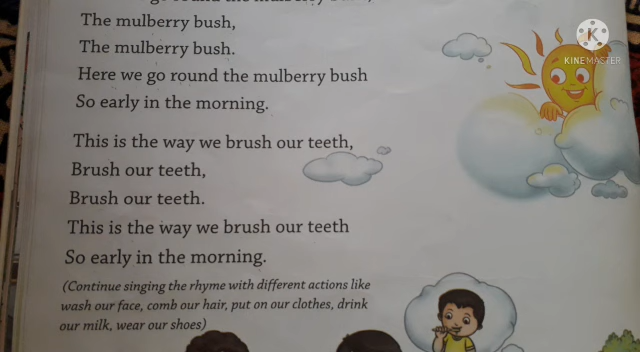 The mulberry bush,
The mulberry bush.
Here we go round the mulberry bush
So early in the morning.
This is the way we brush our teeth,
Brush our teeth,
Brush our teeth.
This is the way we brush our teeth
So early in the morning.
(Continue singing the rhyme with different actions like
wash our face, comb our hair, put on our clothes, drink
our milk, wear our shoes)
K
KINEMASTER